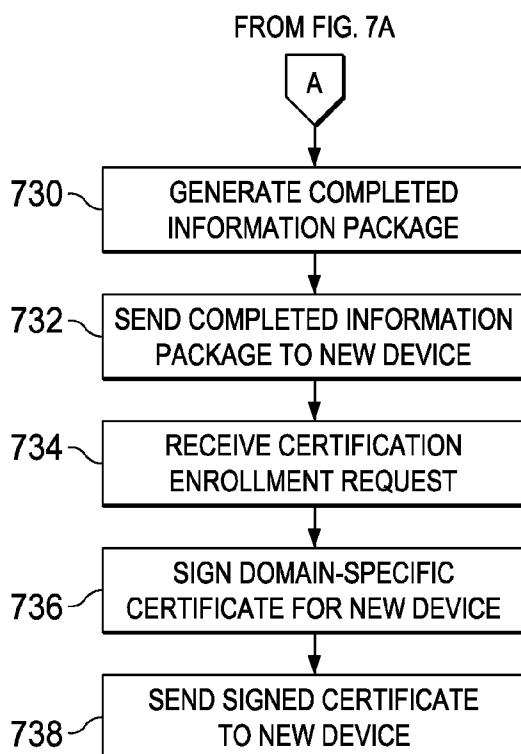 FROM FIG. 7A
A
730
GENERATE COMPLETED
INFORMATION PACKAGE
732
SEND COMPLETED INFORMATION
PACKAGE TO NEW DEVICE
734
RECEIVE CERTIFICATION
ENROLLMENT REQUEST
736
SIGN DOMAIN-SPECIFIC
CERTIFICATE FOR NEW DEVICE
738
SEND SIGNED CERTIFICATE
TO NEW DEVICE